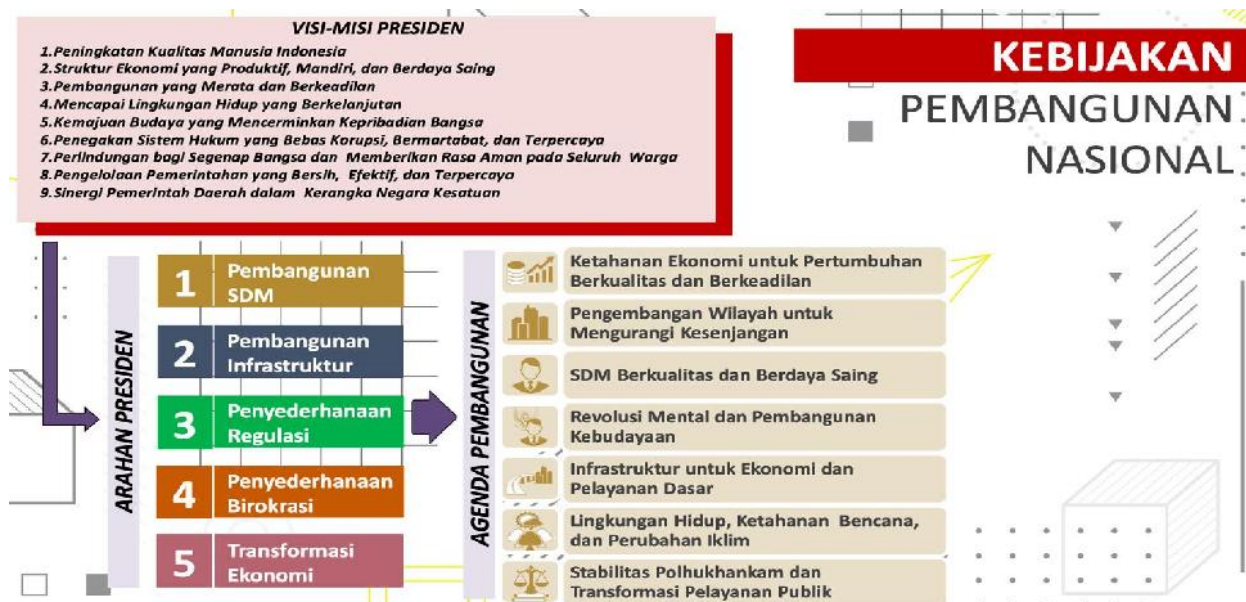 VISI-MISI PRESIDEN
1.Peningkatan Kualitas Manusia Indonesia
2.Struktur Ekonomi yang Produktif, Mandiri, dan Berdaya Saing
3.Pembangunan yang Merata dan Berkeadilan
4.Mencapai Lingkungan Hidup yang Berkelanjutan
5.Kemajuan Budaya yang Mencerminkan Kepribadian Bangsa
6.Penegakan Sistem Hukum yang Bebas Korupsi, Bermartabat, dan Terpercaya
7.Perlindungan bagi Segenap Bangsa dan Memberikan Rasa Aman pada Seluruh Warga
8.Pengelolaan Pemerintahan yang Bersih, Efektif, dan Terpercaya
9.Sinergi Pemerintah Daerah dalam Kerangka Negara Kesatuan
KEBIJAKAN
PEMBANGUNAN
NASIONAL
ARAHAN PRESIDEN
1 Pembangunan
SDM
2 Pembangunan
Infrastruktur
3 Penyederhanaan
Regulasi
4 Penyederhanaan
Birokrasi
5 Transformasi
Ekonomi
AGENDA PEMBANGUNAN
Ketahanan Ekonomi untuk Pertumbuhan
Berkualitas dan Berkeadilan
Pengembangan Wilayah untuk
Mengurangi Kesenjangan
SDM Berkualitas dan Berdaya Saing
Revolusi Mental dan Pembangunan
Kebudayaan
Infrastruktur untuk Ekonomi dan
Pelayanan Dasar
Lingkungan Hidup, Ketahanan Bencana,
dan Perubahan Iklim
Stabilitas Polhukhankam dan
Transformasi Pelayanan Publik